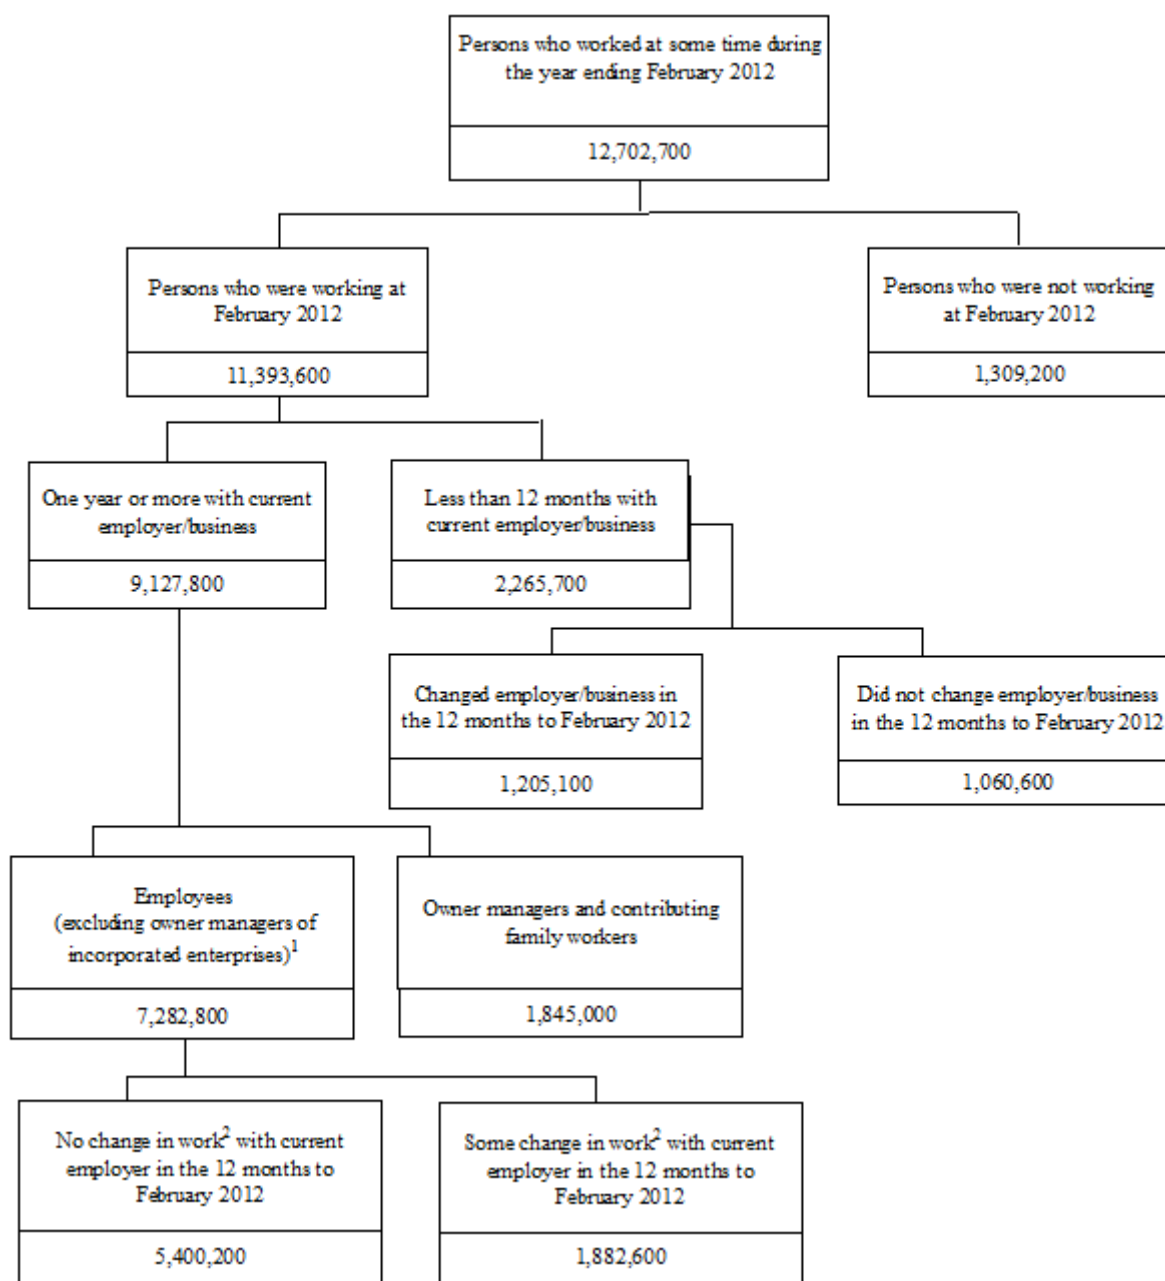 Persons who worked at some time during
the year ending February 2012
12,702,700
Persons who were working at
February 2012
11,393,600
Persons who were not working
at February 2012
1,309,200
One year or more with current
employer/business
9,127,800
Less than 12 months with
current employer/business
2,265,700
Changed employer/business in
the 12 months to February 2012
1,205,100
Did not change employer/business
in the 12 months to February 2012
1,060,600
Employees
(excluding owner managers of
incorporated enterprises)¹
7,282,800
Owner managers and contributing
family workers
1,845,000
No change in work² with current
employer in the 12 months to
February 2012
5,400,200
Some change in work² with current
employer in the 12 months to
February 2012
1,882,600